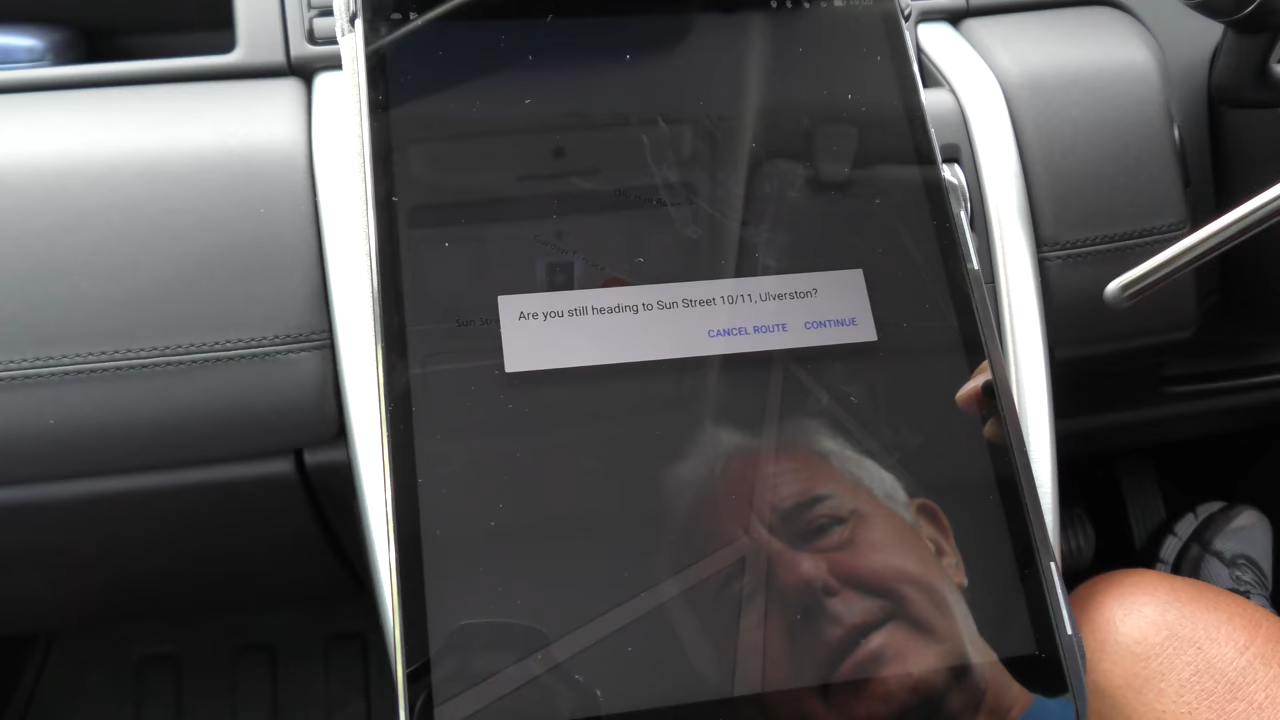 Are you still heading to Sun Street 10/11, Ulverston?
CANCEL ROUTE CONTINUE